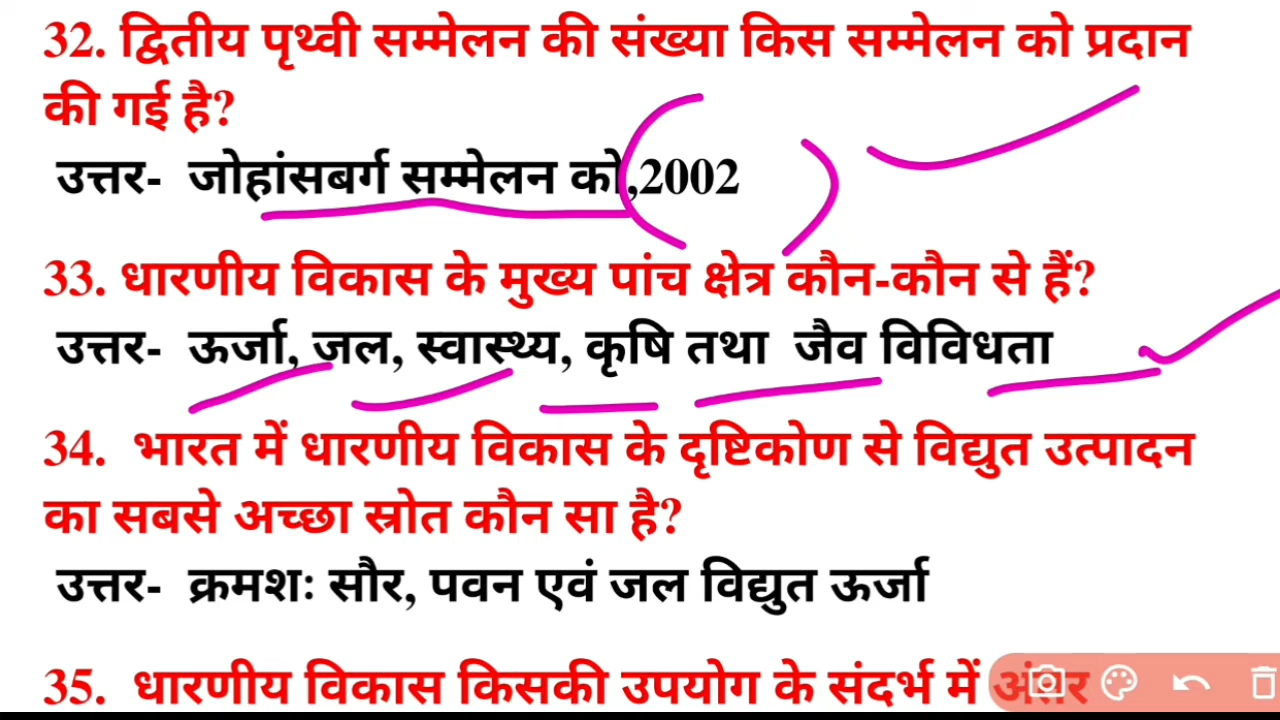 32. द्वितीय पृथ्वी सम्मेलन की संख्या किस सम्मेलन को प्रदान
की गई है?
उत्तर- जोहांसबर्ग सम्मेलन को,2002
33. धारणीय विकास के मुख्य पांच क्षेत्र कौन-कौन से हैं?
उत्तर- ऊर्जा, जल, स्वास्थ्य, कृषि तथा जैव विविधता
34. भारत में धारणीय विकास के दृष्टिकोण से विद्युत उत्पादन
का सबसे अच्छा स्रोत कौन सा है?
उत्तर- क्रमशः सौर, पवन एवं जल विद्युत ऊर्जा
35. धारणीय विकास किसकी उपयोग के संदर्भ में